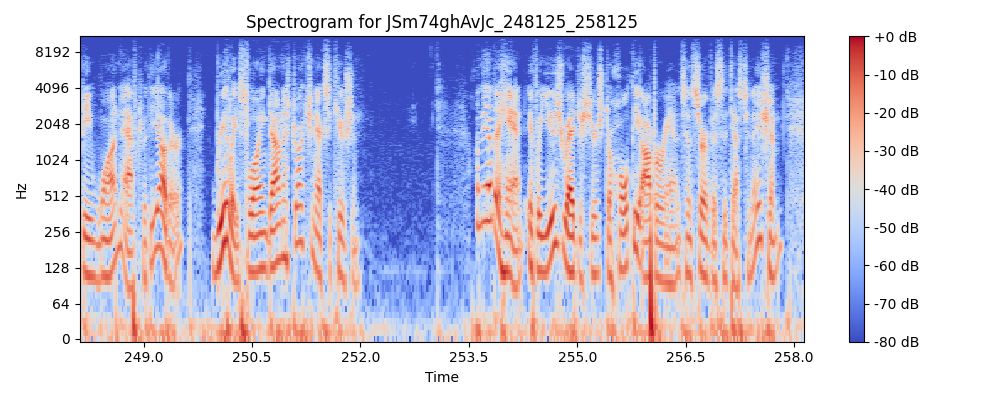 Spectrogram for JSm74ghAvJc_248125_258125
Hz
8192
4096
2048
1024
512
256
128
64
0
249.0 250.5 252.0 253.5 255.0 256.5 258.0
Time
+0 dB
-10 dB
-20 dB
-30 dB
-40 dB
-50 dB
-60 dB
-70 dB
-80 dB